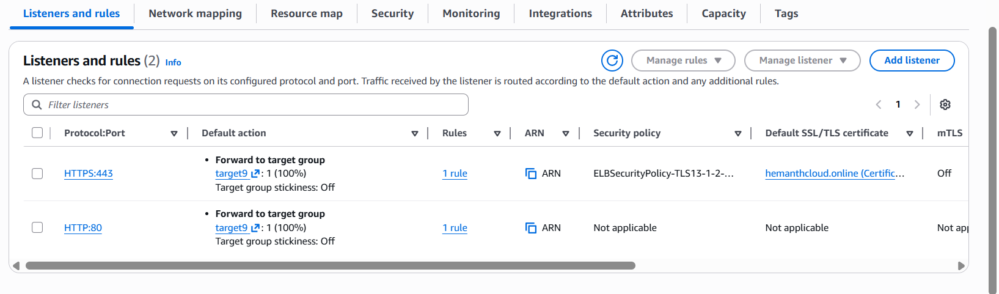 Listeners and rules Network mapping Resource map Security Monitoring Integrations Attributes Capacity Tags
Listeners and rules (2) Info
Manage rules Manage listener Add listener
A listener checks for connection requests on its configured protocol and port. Traffic received by the listener is routed according to the default action and any additional rules.
Filter listeners
1
Protocol:Port Default action Rules ARN Security policy Default SSL/TLS certificate mTLS
HTTPS:443
• Forward to target group
target9 : 1 (100%)
Target group stickiness: Off
1 rule
ARN
ELBSecurityPolicy-TLS13-1-2-...
hemanthcloud.online (Certific...
Off
HTTP:80
• Forward to target group
target9 : 1 (100%)
Target group stickiness: Off
1 rule
ARN
Not applicable
Not applicable
Not app